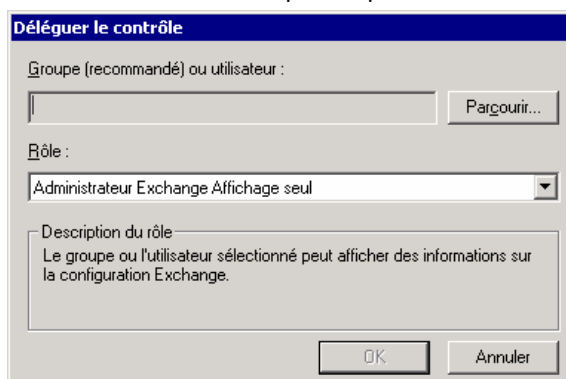 Déléguer le contrôle
Groupe (recommandé) ou utilisateur :
Parcourir...
Rôle :
Administrateur Exchange Affichage seul
Description du rôle
Le groupe ou l'utilisateur sélectionné peut afficher des informations sur
la configuration Exchange.
OK
Annuler